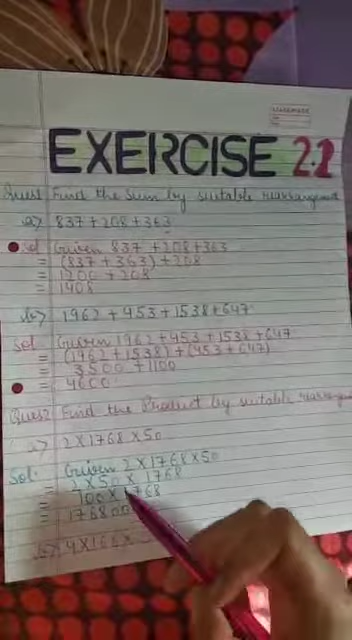 EXERCISE 2.2
Ques1 Find the sum by suitable rearrangement
a) 837+208+363
Sol Given 837+208+363
= (837+363)+208
= 1200+208
= 1408
b) 1962+453+1538+647
Sol. Given 1962+453+1538+647
= (1962+1538)+(453+647)
= 3500+1100
= 4600
Ques2 Find the Product by suitable
a) 2×1768×50
Sol. Given 2×1768×50
= 2×50×1768
= 100×1768
= 176800
b) 4×166×